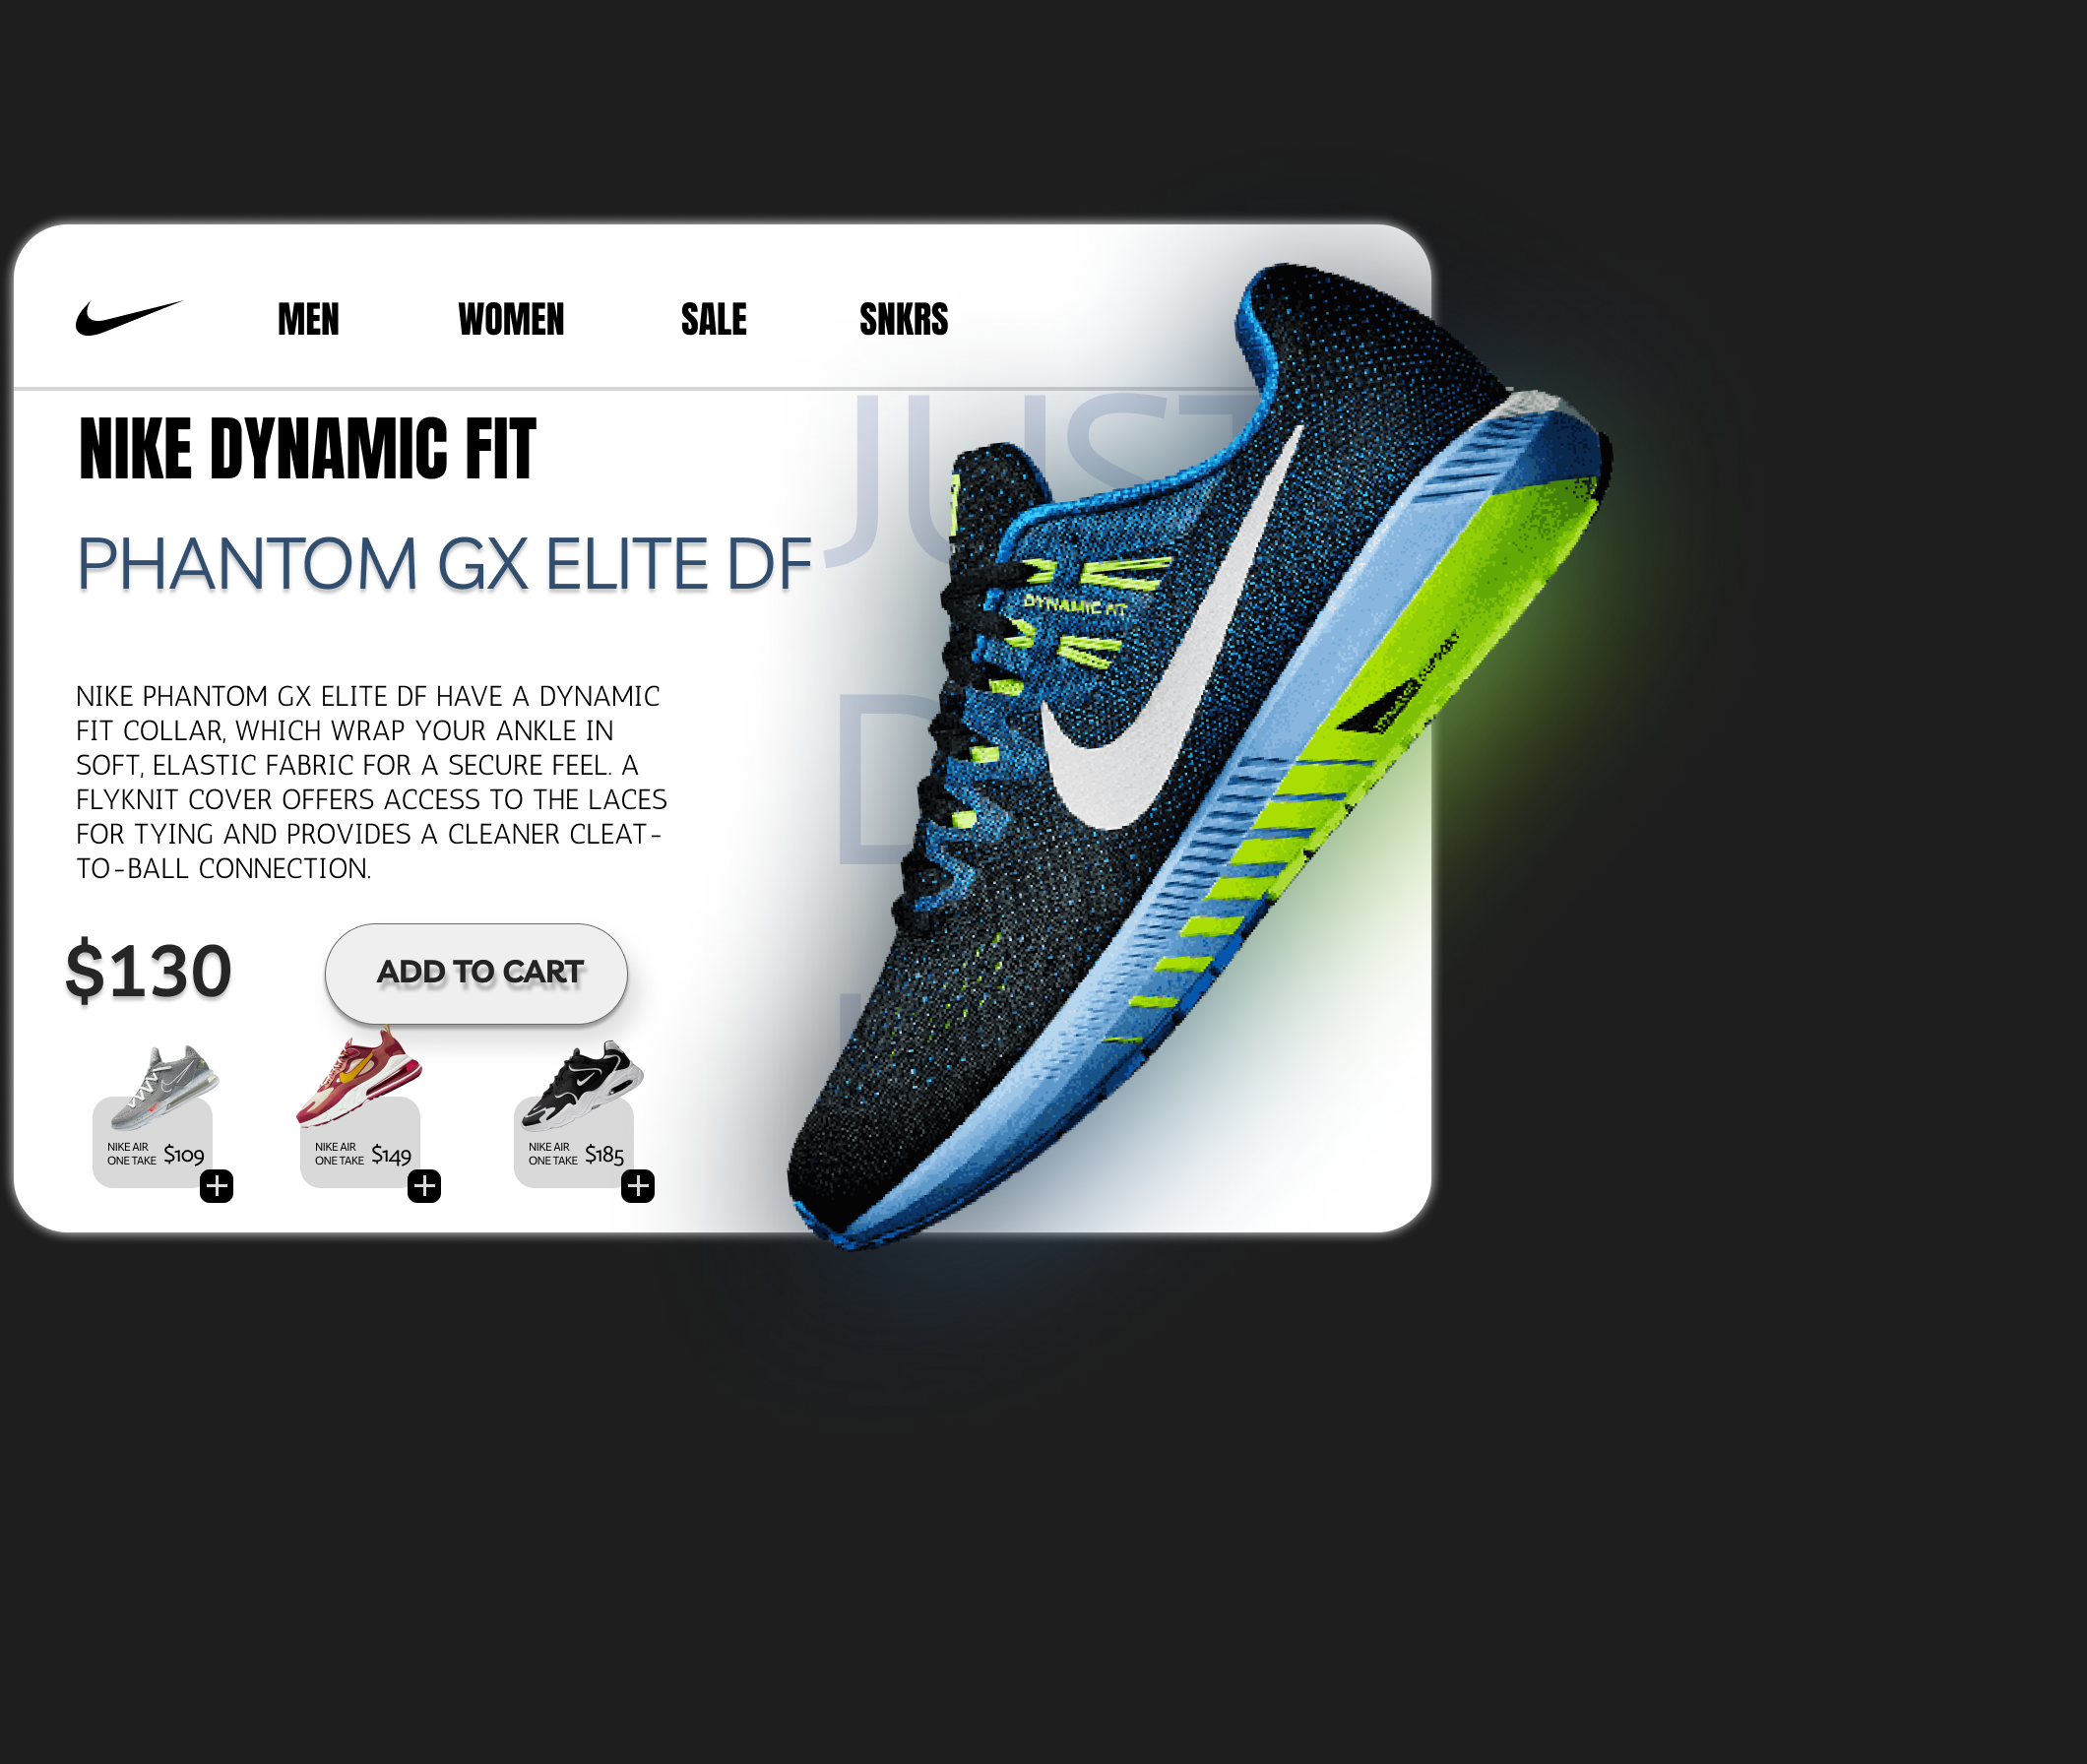 MEN WOMEN SALE SNKRS
JUST
NIKE DYNAMIC FIT
PHANTOM GX ELITE DF
DYNAMIC FIT
SUPPORT
NIKE PHANTOM GX ELITE DF HAVE A DYNAMIC
FIT COLLAR, WHICH WRAP YOUR ANKLE IN
SOFT, ELASTIC FABRIC FOR A SECURE FEEL. A
FLYKNIT COVER OFFERS ACCESS TO THE LACES
FOR TYING AND PROVIDES A CLEANER CLEAT-
TO-BALL CONNECTION.
D
$130
ADD TO CART
NIKE AIR
ONE TAKE $109
NIKE AIR
ONE TAKE $149
NIKE AIR
ONE TAKE $185